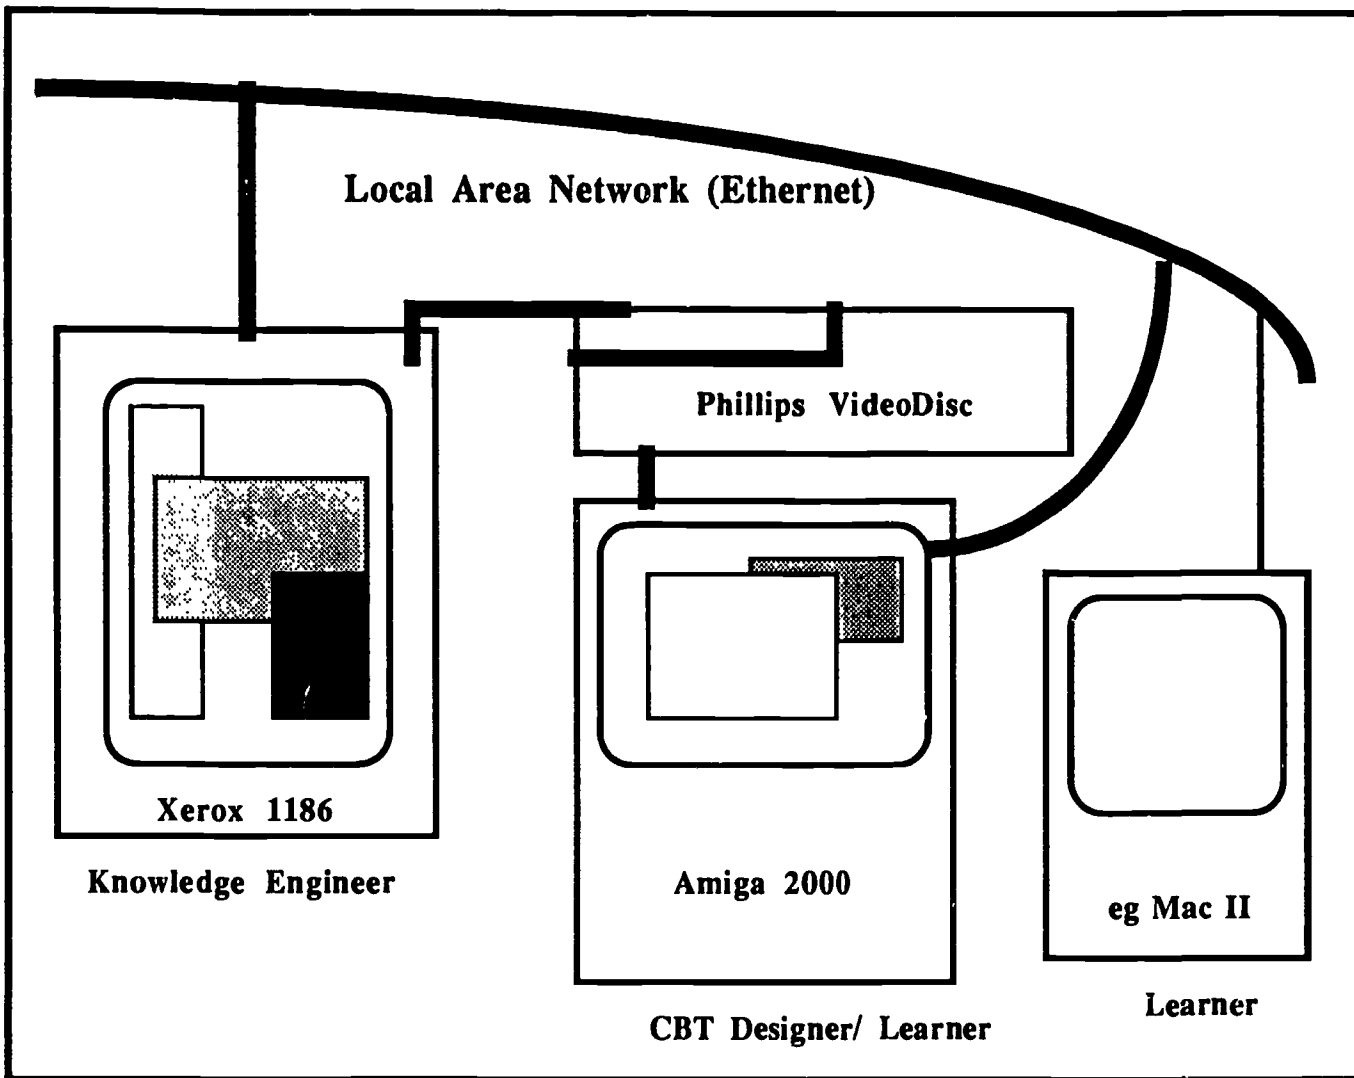 Local Area Network (Ethernet)
Phillips VideoDisc
Xerox 1186
Knowledge Engineer
Amiga 2000
eg Mac II
Learner
CBT Designer/ Learner